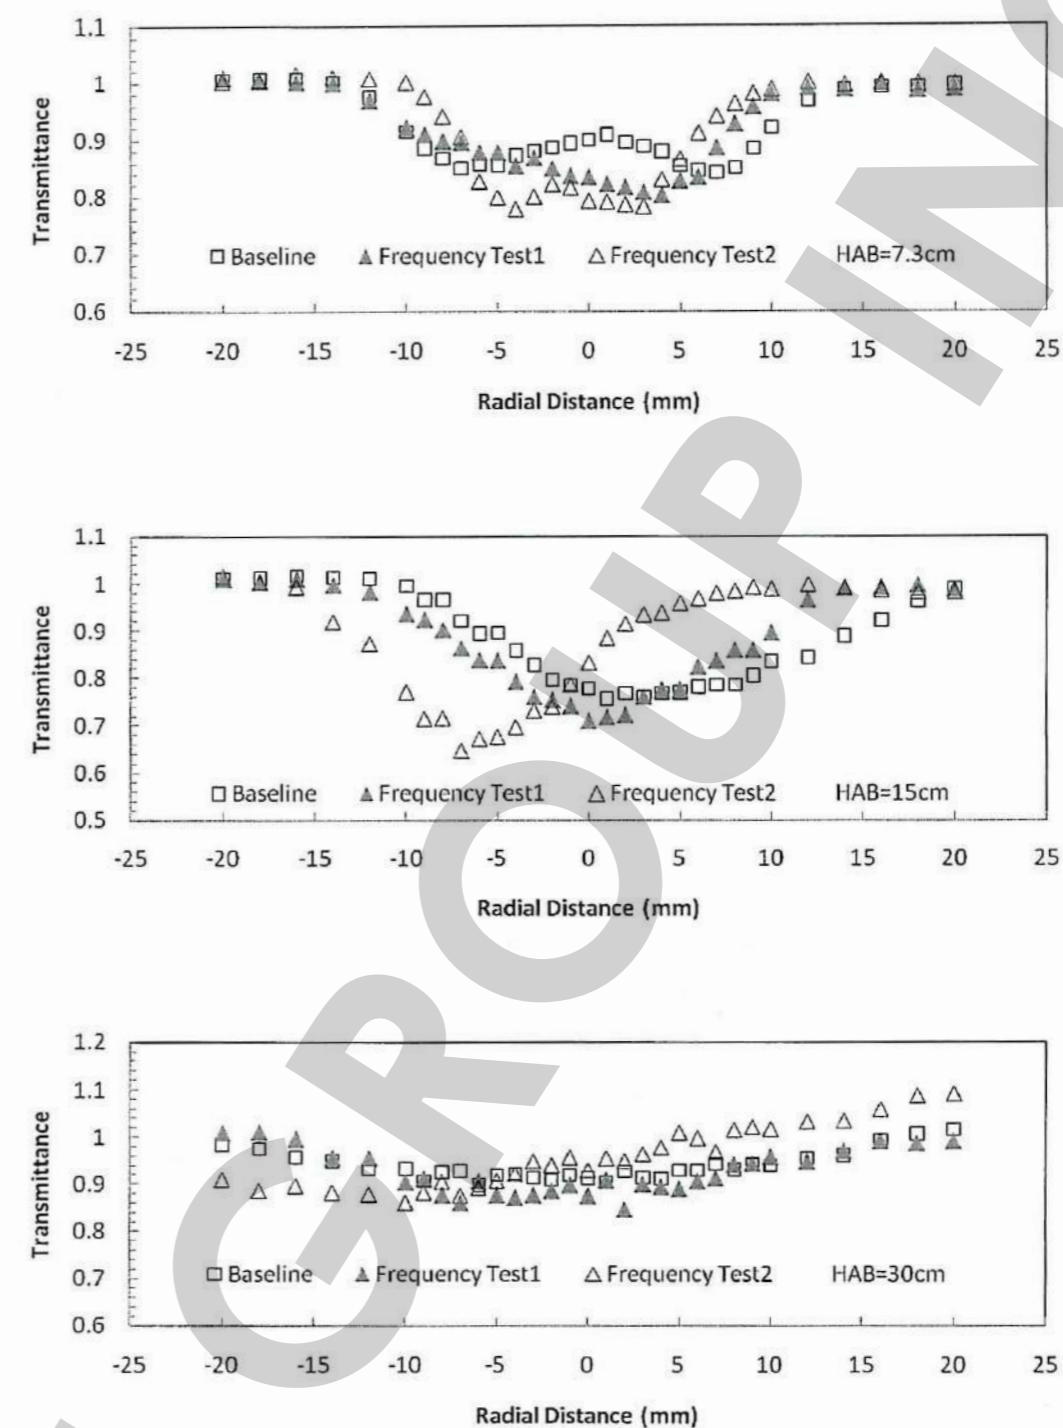 1.1
1
0.9
0.8
0.7
0.6
Transmittance
□ Baseline ▲ Frequency Test1 △ Frequency Test2 HAB=7.3cm
-25 -20 -15 -10 -5 0 5 10 15 20 25
Radial Distance (mm)
1.1
1
0.9
0.8
0.7
0.6
0.5
Transmittance
□ Baseline ▲ Frequency Test1 △ Frequency Test2 HAB=15cm
-25 -20 -15 -10 -5 0 5 10 15 20 25
Radial Distance (mm)
1.2
1.1
1
0.9
0.8
0.7
0.6
Transmittance
□ Baseline ▲ Frequency Test1 △ Frequency Test2 HAB=30cm
-25 -20 -15 -10 -5 0 5 10 15 20 25
Radial Distance (mm)
GROUP